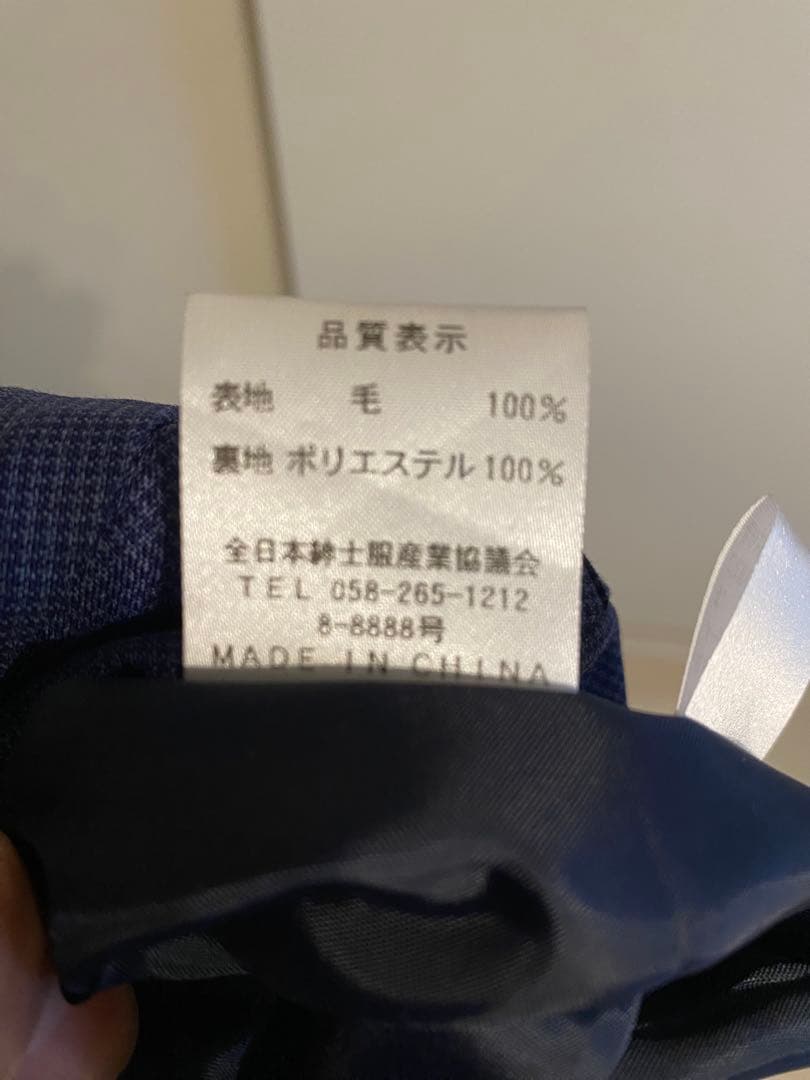 品質表示
表地 毛 100%
裏地 ポリエステル 100%
全日本紳士服産業協議会
TEL 058-265-1212
8-8888号
MADE IN CHINA